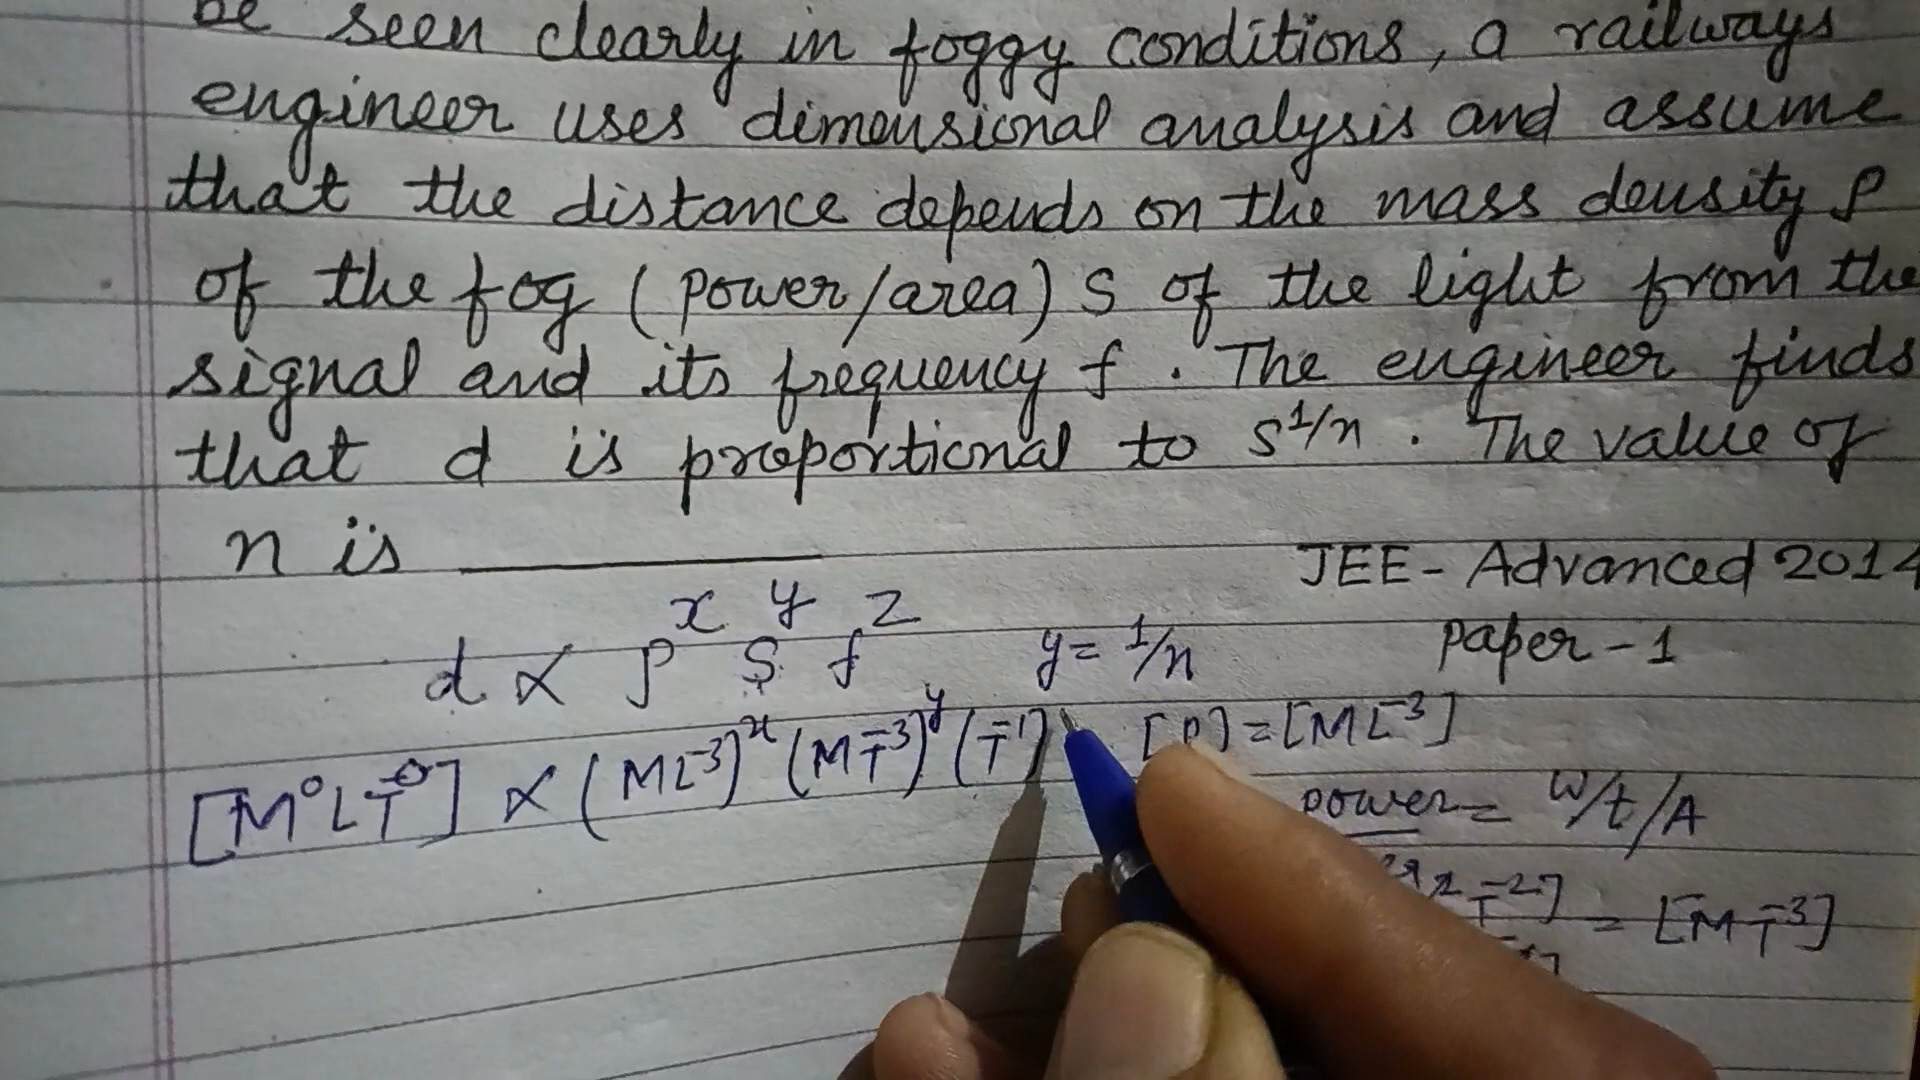 be seen clearly in foggy conditions, a railways
engineer uses dimensional analysis and assume
that the distance depends on the mass density ρ
of the fog (power/area) S of the light from the
signal and its frequency f. The engineer finds
that d is proportional to S^1/n. The value of
n is ________ JEE-Advanced 2014
Paper-1
d ∝ ρ^x S^y f^z y = 1/n
[M⁰LT⁰] ∝ (ML⁻³)^x (MT⁻³)^y (T⁻¹) [ρ] = [ML⁻³]
power = W/t/A
T⁻²] = [MT⁻³]